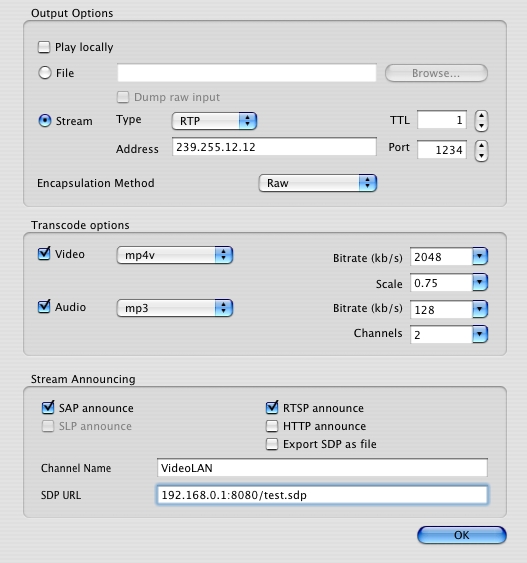 Output Options
Play locally
File
Browse...
Dump raw input
Stream Type RTP TTL 1
Address 239.255.12.12 Port 1234
Encapsulation Method Raw
Transcode options
Video mp4v Bitrate (kb/s) 2048
Scale 0.75
Audio mp3 Bitrate (kb/s) 128
Channels 2
Stream Announcing
SAP announce RTSP announce
SLP announce HTTP announce
Export SDP as file
Channel Name VideoLAN
SDP URL 192.168.0.1:8080/test.sdp
OK